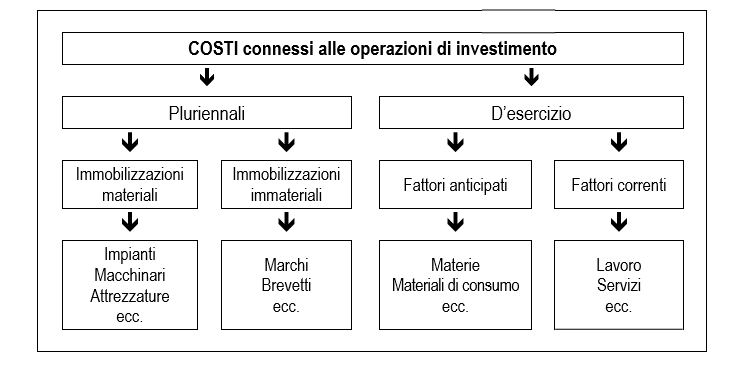 COSTI connessi alle operazioni di investimento
Pluriennali
D'esercizio
Immobilizzazioni
materiali
Immobilizzazioni
immateriali
Fattori anticipati
Fattori correnti
Impianti
Macchinari
Attrezzature
ecc.
Marchi
Brevetti
ecc.
Materie
Materiali di consumo
ecc.
Lavoro
Servizi
ecc.